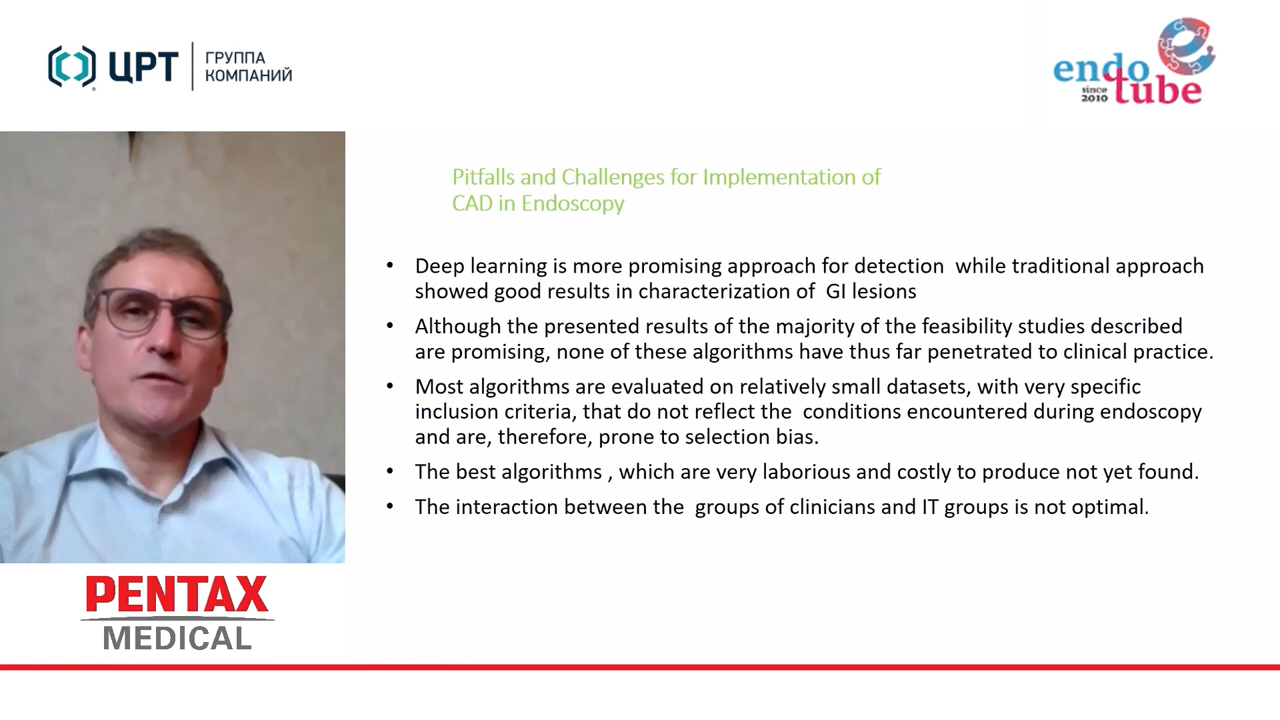 ЦРТ
ГРУППА
КОМПАНИЙ
endo
since
2010
tube
Pitfalls and Challenges for Implementation of
CAD in Endoscopy
• Deep learning is more promising approach for detection  while traditional approach
showed good results in characterization of  GI lesions
• Although the presented results of the majority of the feasibility studies described
are promising, none of these algorithms have thus far penetrated to clinical practice.
• Most algorithms are evaluated on relatively small datasets, with very specific
inclusion criteria, that do not reflect the  conditions encountered during endoscopy
and are, therefore, prone to selection bias.
• The best algorithms , which are very laborious and costly to produce not yet found.
• The interaction between the  groups of clinicians and IT groups is not optimal.
PENTAX
MEDICAL